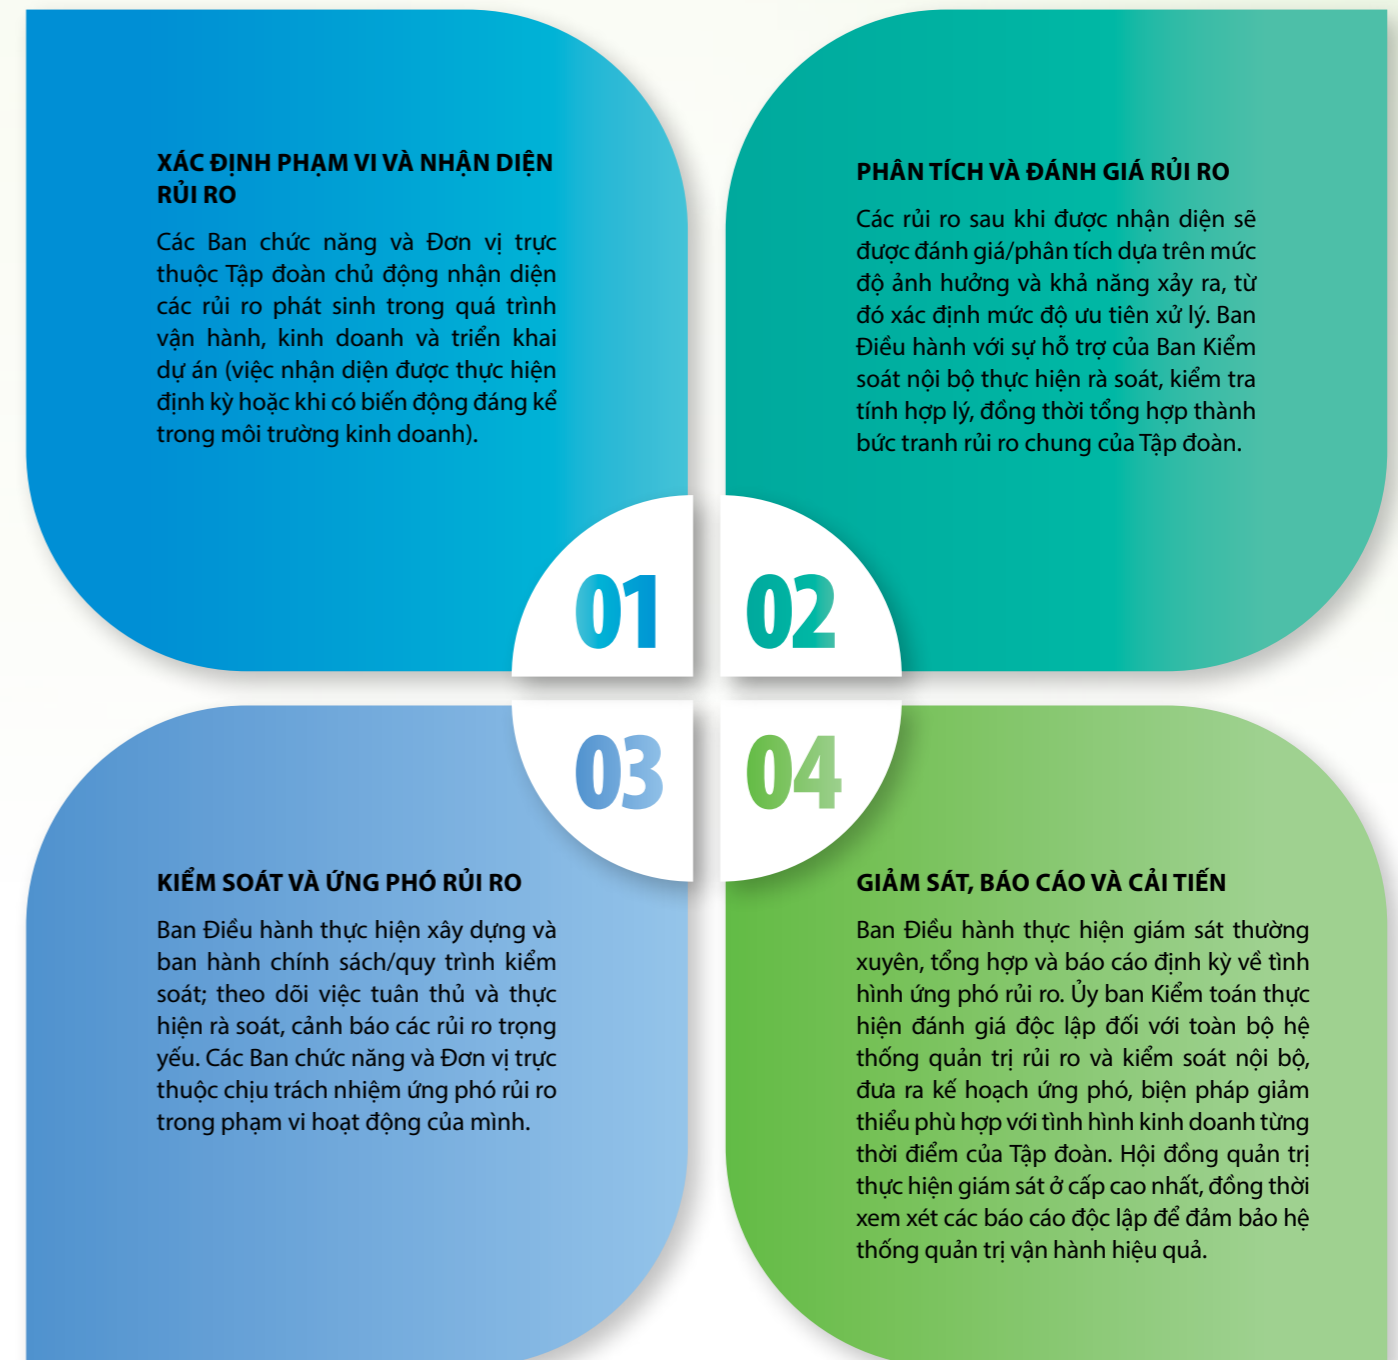 XÁC ĐỊNH PHẠM VI VÀ NHẬN DIỆN
RỦI RO
Các Ban chức năng và Đơn vị trực
thuộc Tập đoàn chủ động nhận diện
các rủi ro phát sinh trong quá trình
vận hành, kinh doanh và triển khai
dự án (việc nhận diện được thực hiện
định kỳ hoặc khi có biến động đáng kể
trong môi trường kinh doanh).
01
PHÂN TÍCH VÀ ĐÁNH GIÁ RỦI RO
Các rủi ro sau khi được nhận diện sẽ
được đánh giá/phân tích dựa trên mức
độ ảnh hưởng và khả năng xảy ra, từ
đó xác định mức độ ưu tiên xử lý. Ban
Điều hành với sự hỗ trợ của Ban Kiểm
soát nội bộ thực hiện rà soát, kiểm tra
tính hợp lý, đồng thời tổng hợp thành
bức tranh rủi ro chung của Tập đoàn.
02
03
KIỂM SOÁT VÀ ỨNG PHÓ RỦI RO
Ban Điều hành thực hiện xây dựng và
ban hành chính sách/quy trình kiểm
soát; theo dõi việc tuân thủ và thực
hiện rà soát, cảnh báo các rủi ro trọng
yếu. Các Ban chức năng và Đơn vị trực
thuộc chịu trách nhiệm ứng phó rủi ro
trong phạm vi hoạt động của mình.
04
GIẢM SÁT, BÁO CÁO VÀ CẢI TIẾN
Ban Điều hành thực hiện giám sát thường
xuyên, tổng hợp và báo cáo định kỳ về tình
hình ứng phó rủi ro. Ủy ban Kiểm toán thực
hiện đánh giá độc lập đối với toàn bộ hệ
thống quản trị rủi ro và kiểm soát nội bộ,
đưa ra kế hoạch ứng phó, biện pháp giảm
thiểu phù hợp với tình hình kinh doanh từng
thời điểm của Tập đoàn. Hội đồng quản trị
thực hiện giám sát ở cấp cao nhất, đồng thời
xem xét các báo cáo độc lập để đảm bảo hệ
thống quản trị vận hành hiệu quả.